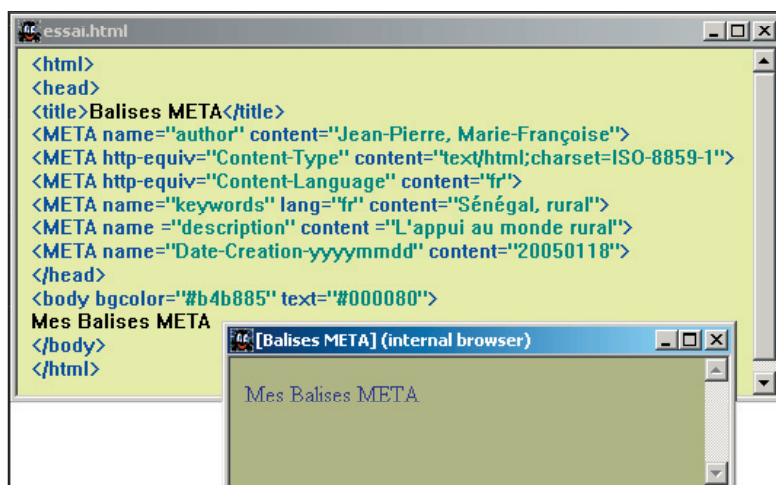 essai.html
<html>
<head>
<title>Balises META</title>
<META name="author" content="Jean-Pierre, Marie-Françoise">
<META http-equiv="Content-Type" content="text/html;charset=ISO-8859-1">
<META http-equiv="Content-Language" content="fr">
<META name="keywords" lang="fr" content="Sénégal, rural">
<META name ="description" content ="L'appui au monde rural">
<META name="Date-Creation-yyyymmdd" content="20050118">
</head>
<body bgcolor="#b4b885" text="#000080">
Mes Balises META
</body>
</html>
[Balises META] (internal browser)
Mes Balises META